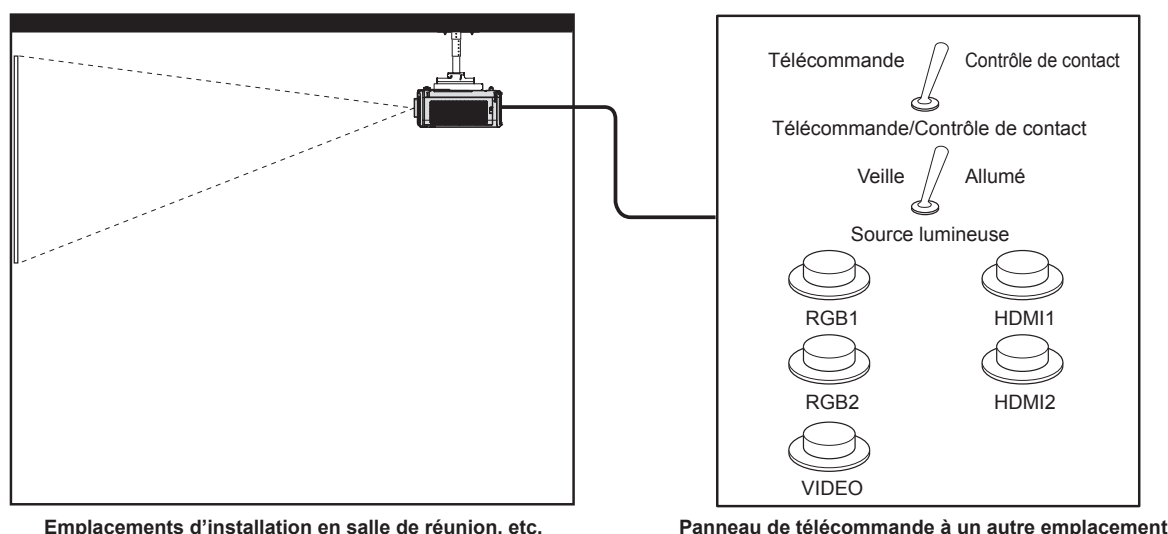 Télécommande Contrôle de contact
Télécommande/Contrôle de contact
Veille Allumé
Source lumineuse
RGB1 HDMI1
RGB2 HDMI2
VIDEO
Emplacements d’installation en salle de réunion, etc.
Panneau de télécommande à un autre emplacement